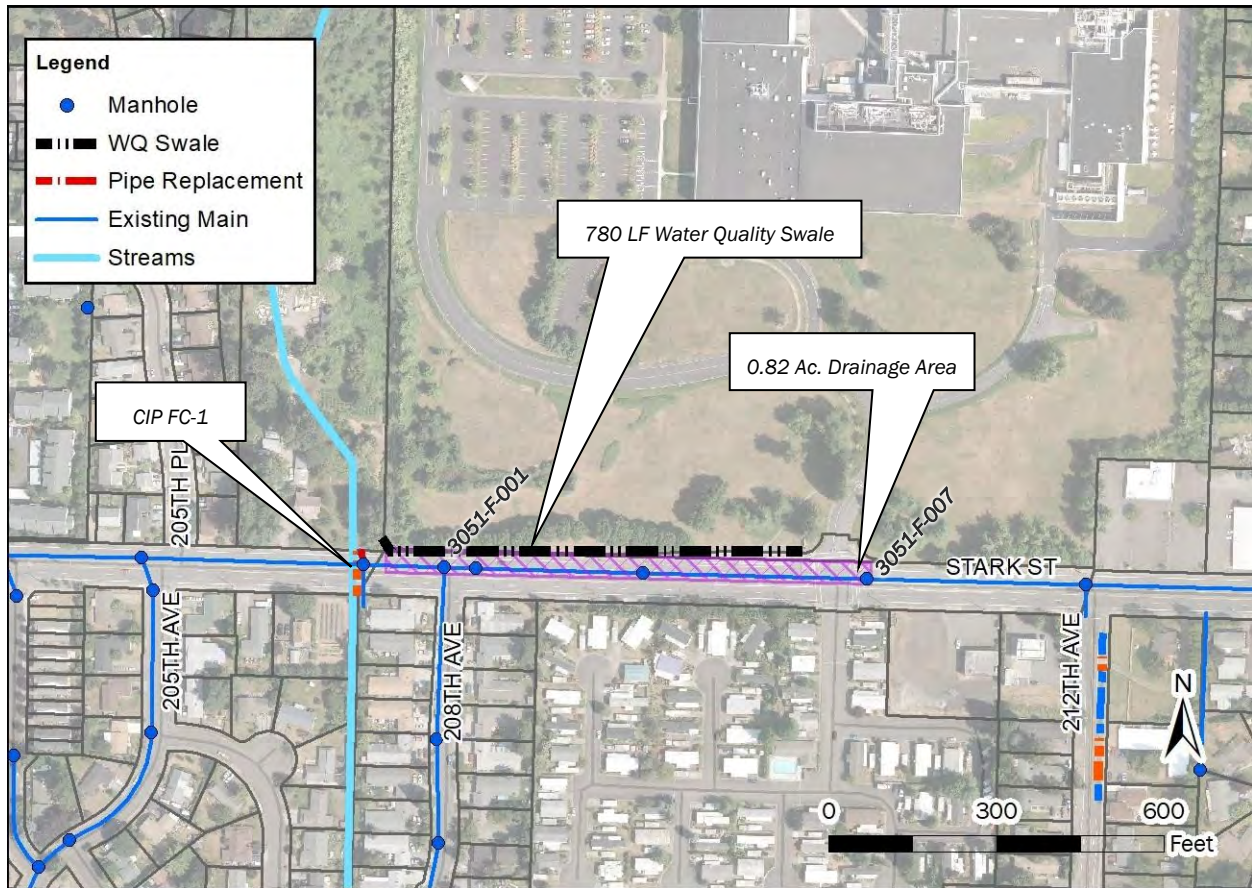 Legend
Manhole
WQ Swale
Pipe Replacement
Existing Main
Streams
780 LF Water Quality Swale
0.82 Ac. Drainage Area
CIP FC-1
205TH PL
3051-F-001
3051-F-007
STARK ST
205TH AVE
208TH AVE
212TH AVE
N
0 300 600
Feet